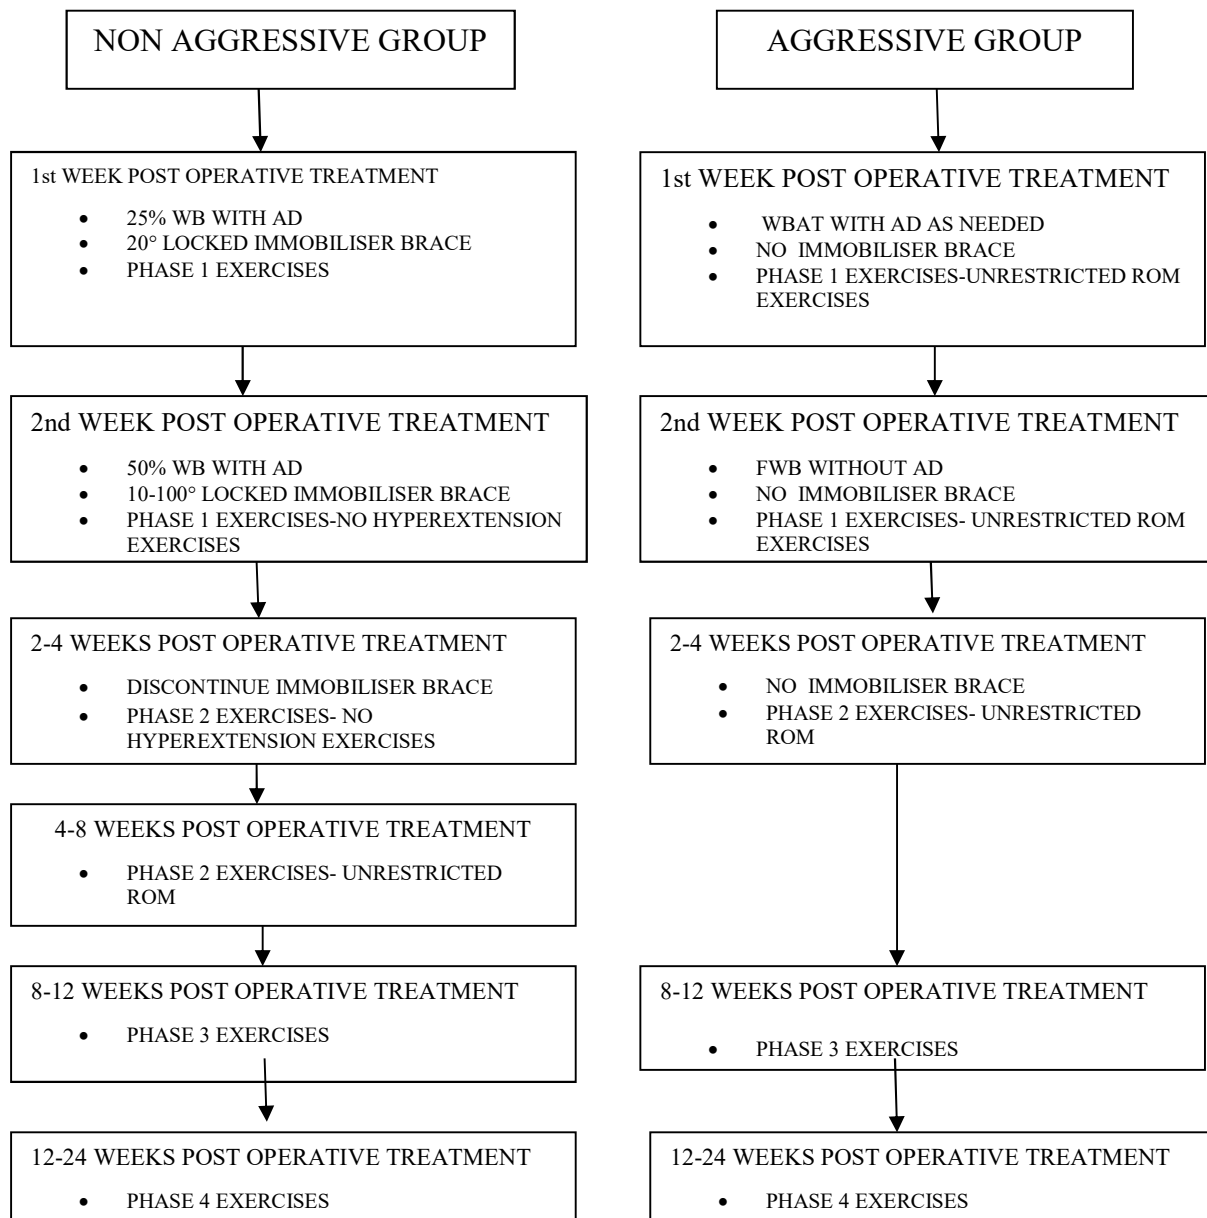 NON AGGRESSIVE GROUP
1st WEEK POST OPERATIVE TREATMENT
• 25% WB WITH AD
• 20° LOCKED IMMOBILISER BRACE
• PHASE 1 EXERCISES
2nd WEEK POST OPERATIVE TREATMENT
• 50% WB WITH AD
• 10-100° LOCKED IMMOBILISER BRACE
• PHASE 1 EXERCISES-NO HYPEREXTENSION
EXERCISES
2-4 WEEKS POST OPERATIVE TREATMENT
• DISCONTINUE IMMOBILISER BRACE
• PHASE 2 EXERCISES- NO
HYPEREXTENSION EXERCISES
4-8 WEEKS POST OPERATIVE TREATMENT
• PHASE 2 EXERCISES- UNRESTRICTED
ROM
8-12 WEEKS POST OPERATIVE TREATMENT
• PHASE 3 EXERCISES
12-24 WEEKS POST OPERATIVE TREATMENT
• PHASE 4 EXERCISES
AGGRESSIVE GROUP
1st WEEK POST OPERATIVE TREATMENT
• WBAT WITH AD AS NEEDED
• NO IMMOBILISER BRACE
• PHASE 1 EXERCISES-UNRESTRICTED ROM
EXERCISES
2nd WEEK POST OPERATIVE TREATMENT
• FWB WITHOUT AD
• NO IMMOBILISER BRACE
• PHASE 1 EXERCISES- UNRESTRICTED ROM
EXERCISES
2-4 WEEKS POST OPERATIVE TREATMENT
• NO IMMOBILISER BRACE
• PHASE 2 EXERCISES- UNRESTRICTED
ROM
8-12 WEEKS POST OPERATIVE TREATMENT
• PHASE 3 EXERCISES
12-24 WEEKS POST OPERATIVE TREATMENT
• PHASE 4 EXERCISES